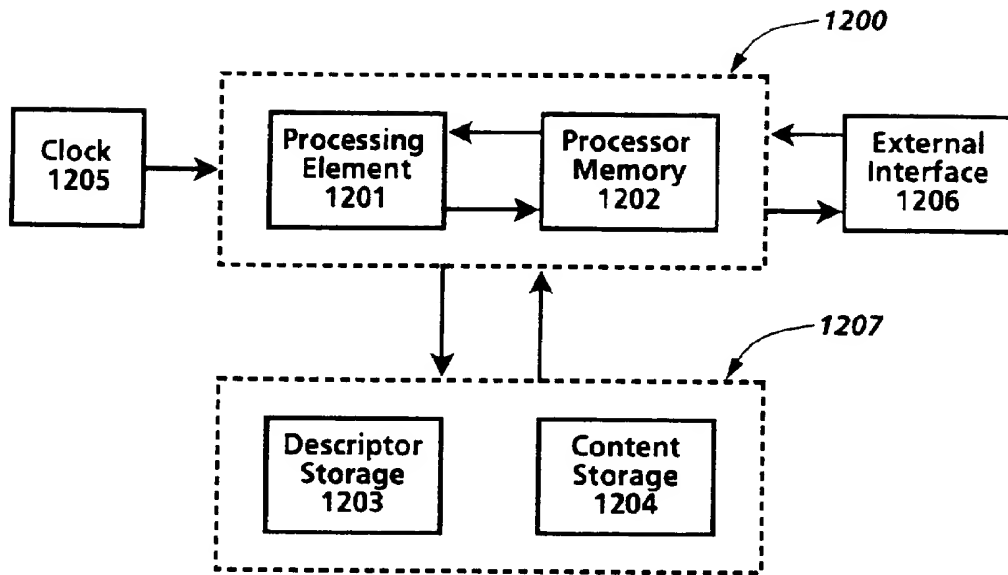 1200
Clock
1205
Processing
Element
1201
Processor
Memory
1202
External
Interface
1206
1207
Descriptor
Storage
1203
Content
Storage
1204